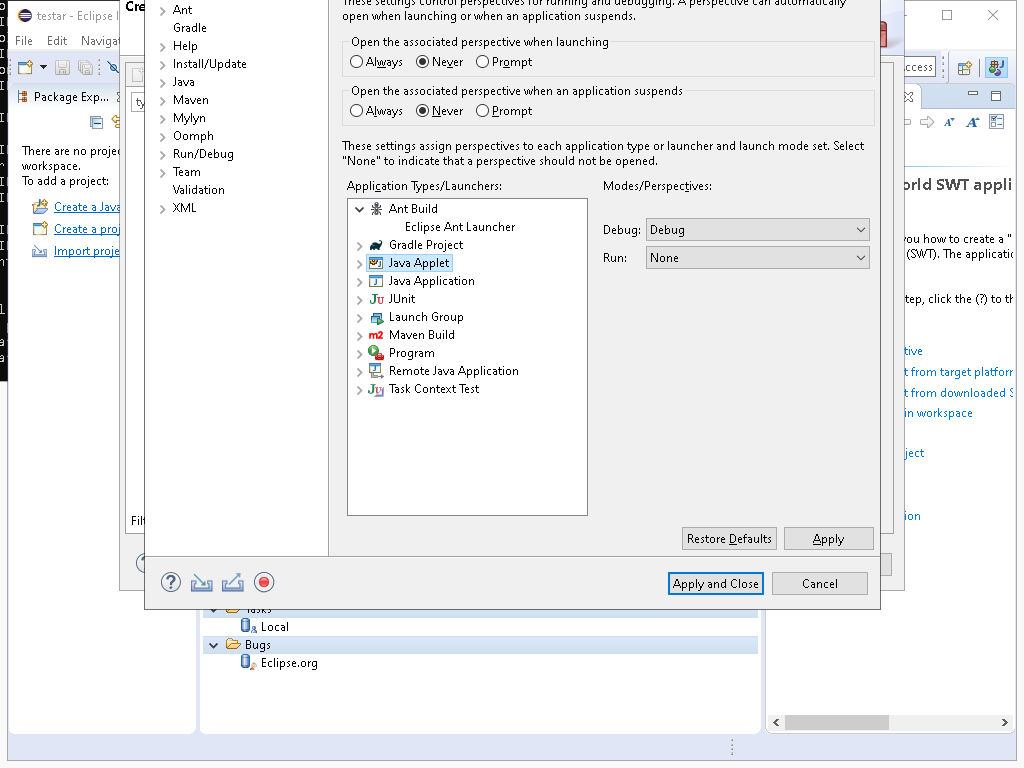 testar - Eclipse I
Cre
File Edit Naviga
Package Exp...
There are no proje
workspace.
To add a project:
Create a Java
Create a proj
Import proje
ty
Filt
Ant
Gradle
Help
Install/Update
Java
Maven
Mylyn
Oomph
Run/Debug
Team
Validation
XML
These settings control perspectives for running and debugging. A perspective can automatically
open when launching or when an application suspends.
Open the associated perspective when launching
Always Never Prompt
Open the associated perspective when an application suspends
Always Never Prompt
These settings assign perspectives to each application type or launcher and launch mode set. Select
"None" to indicate that a perspective should not be opened.
Application Types/Launchers:
Modes/Perspectives:
Ant Build
Eclipse Ant Launcher
Gradle Project
Java Applet
Java Application
JUnit
Launch Group
Maven Build
Program
Remote Java Application
Task Context Test
Debug: Debug
Run: None
Restore Defaults Apply
Apply and Close Cancel
ccess
orld SWT appli
you how to create a "
(SWT). The applicatic
tep, click the (?) to th
tive
t from target platforn
t from downloaded S
in workspace
ject
ion
Tasks
Local
Bugs
Eclipse.org